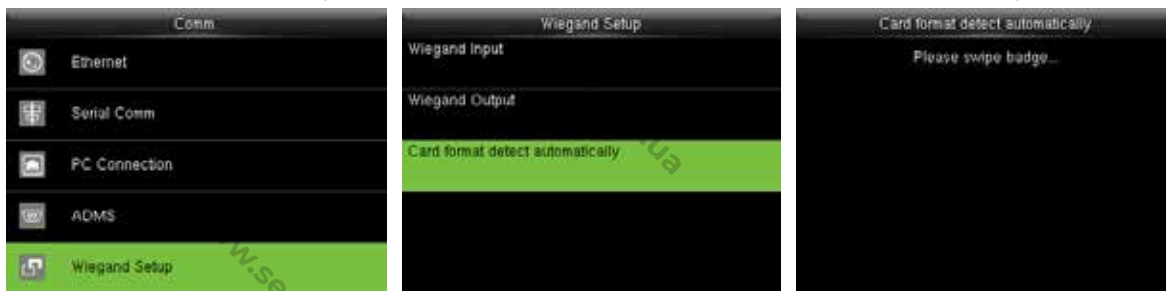 Comm.
Ethernet
Serial Comm
PC Connection
ADMS
Wiegand Setup
Wiegand Setup
Wiegand Input
Wiegand Output
Card format detect automatically
Card format detect automatically
Please swipe badge...